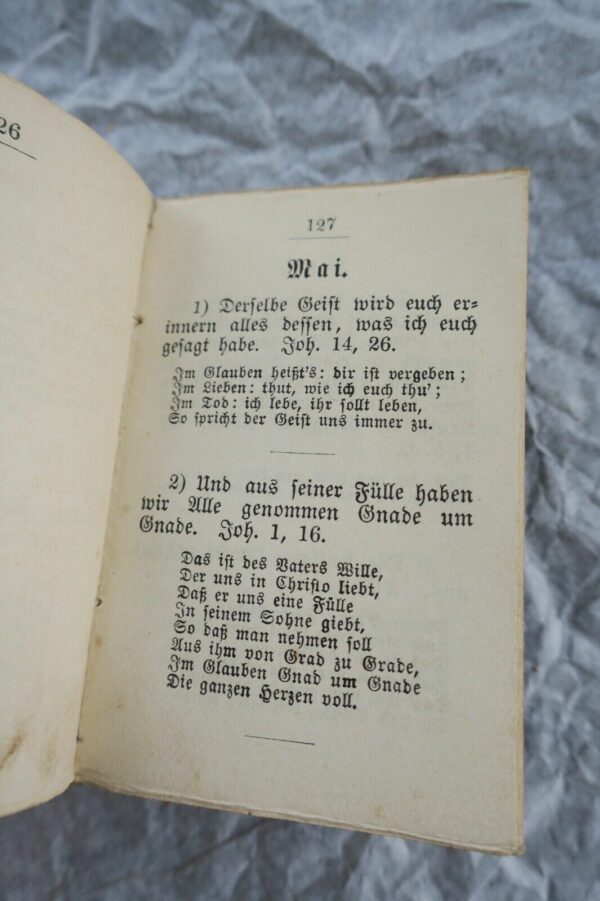 26
127
Mai.
1) Derselbe Geist wird euch er=
innern alles dessen, was ich euch
gesagt habe. Joh. 14, 26.
Im Glauben heißt's: dir ist vergeben;
Im Lieben: thut, wie ich euch thu';
Im Tod: ich lebe, ihr sollt leben,
So spricht der Geist uns immer zu.
2) Und aus seiner Fülle haben
wir Alle genommen Gnade um
Gnade. Joh. 1, 16.
Das ist des Vaters Wille,
Der uns in Christo liebt,
Daß er uns eine Fülle
In seinem Sohne giebt,
So daß man nehmen soll
Aus ihm von Grad zu Grade,
Im Glauben Gnad um Gnade
Die ganzen Herzen voll.